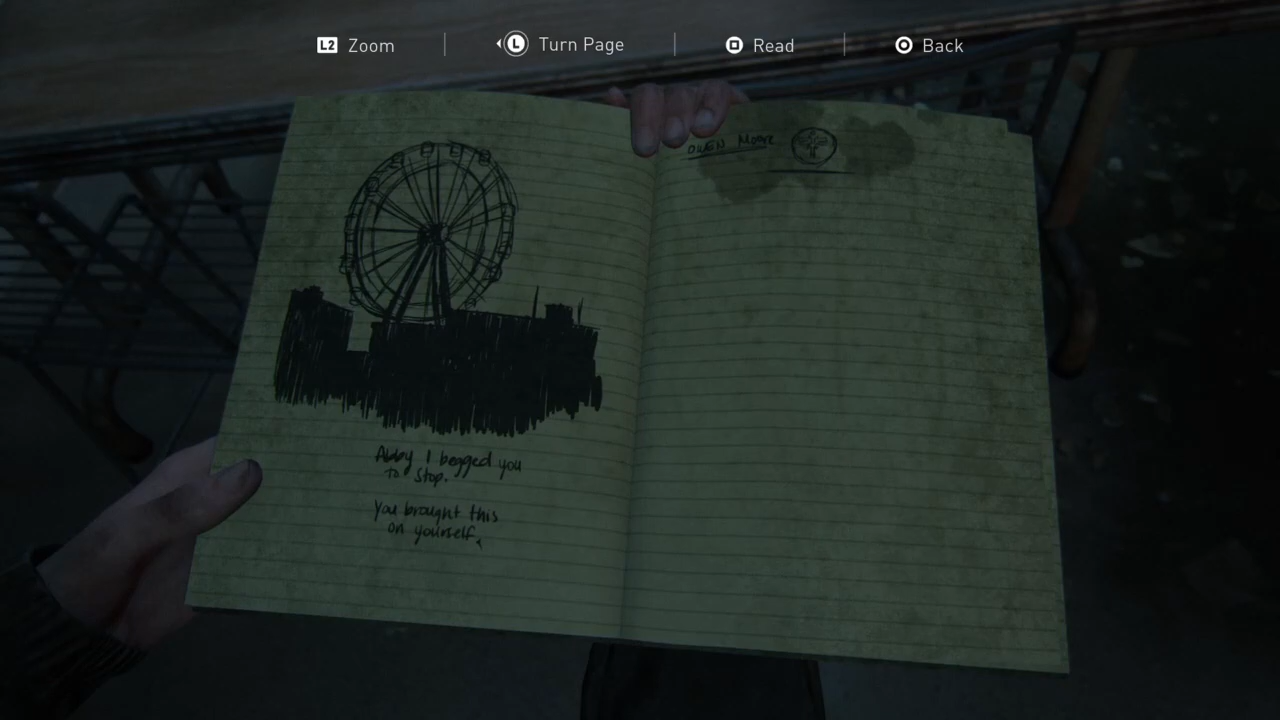 L2 Zoom
L Turn Page
Read
Back
OWEN MOORE
Abby I begged you
to stop.
You brought this
on yourself.